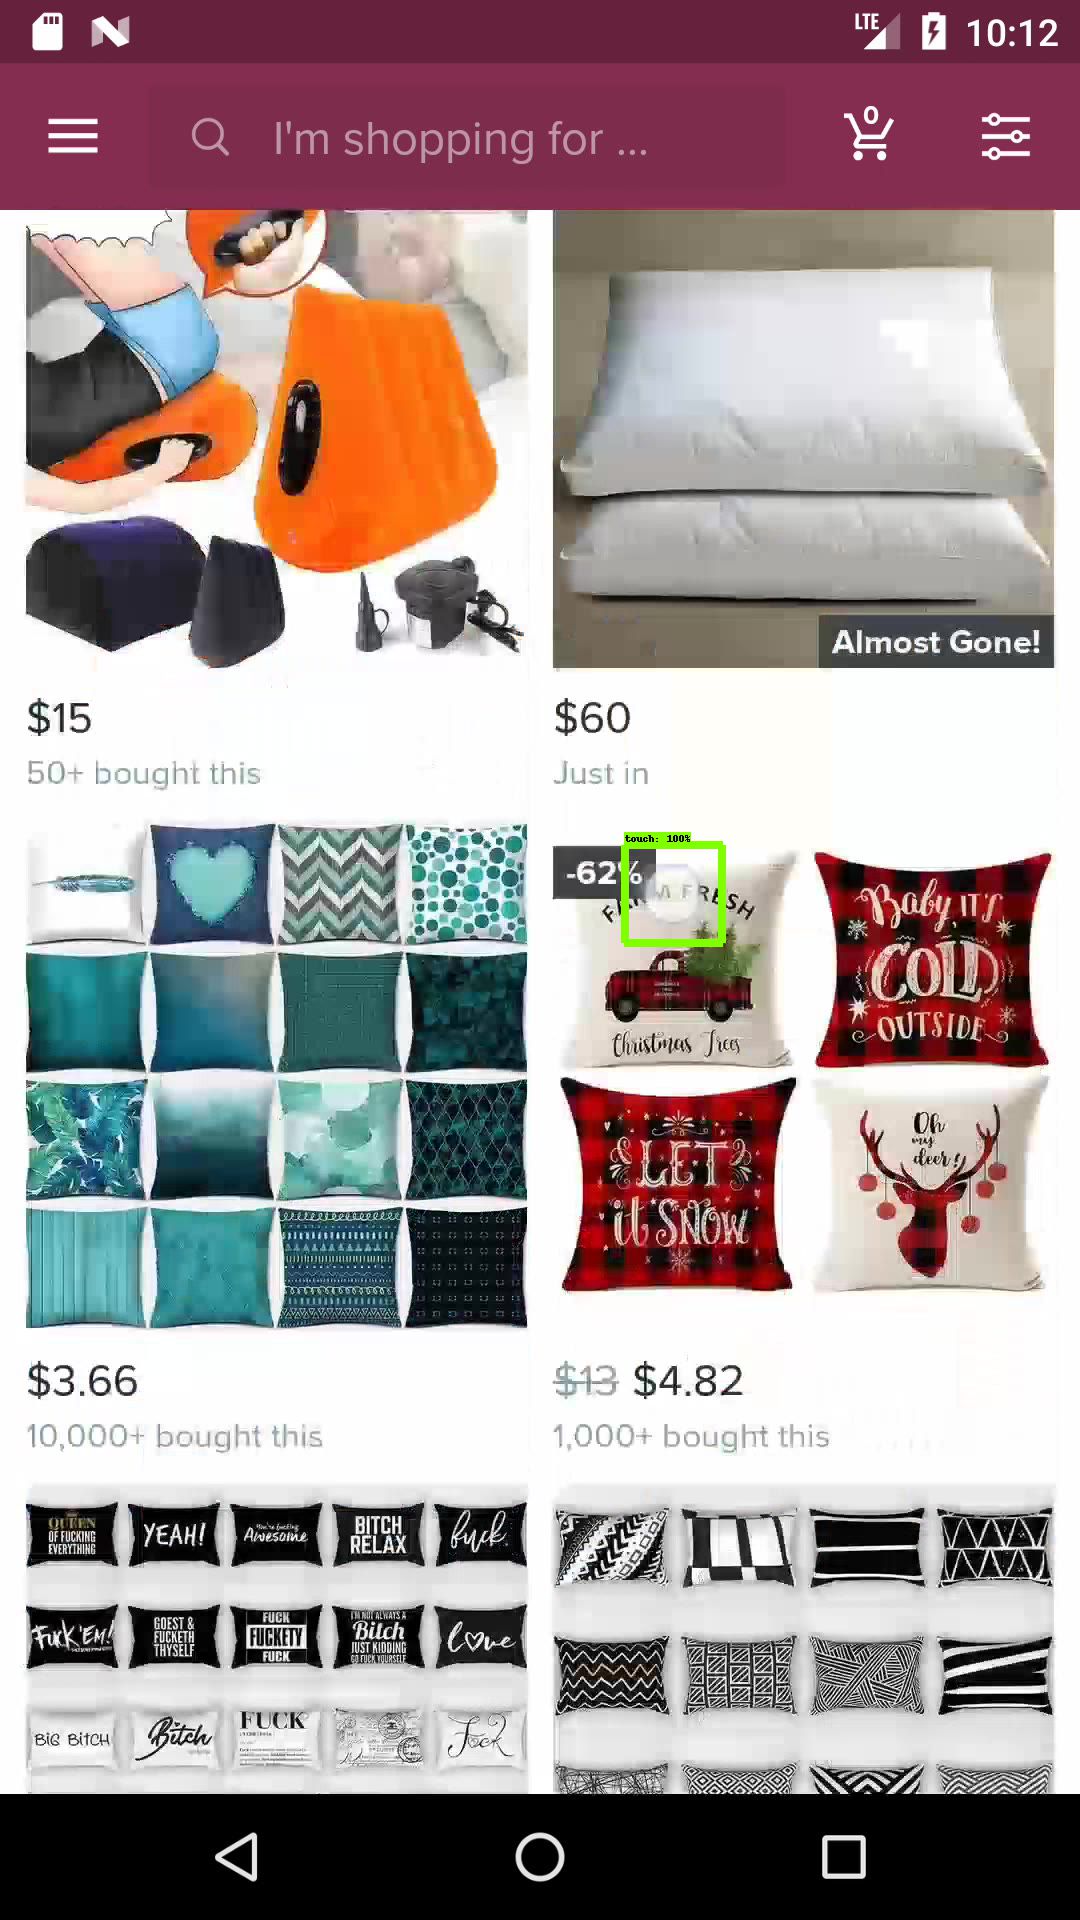 LTE 10:12
I'm shopping for ...
0
Almost Gone!
$15
$60
50+ bought this
Just in
touch: 100%
-62%
FARM FRESH
Christmas Trees
Baby, IT'S
COLD
OUTSIDE
LET
it SNOW
Oh
my
deer!
$3.66
$13 $4.82
10,000+ bought this
1,000+ bought this
QUEEN
OF FUCKING
EVERYTHING
YEAH!
You're fucking
Awesome
BITCH
RELAX
fuck.
FUCK 'EM!
GOEST &
FUCKETH
THYSELF
FUCK
FUCKETY
FUCK
I'M NOT ALWAYS A
Bitch
JUST KIDDING
GO FUCK YOURSELF
love
BIG BITCH
Bitch
FUCK
Fuck